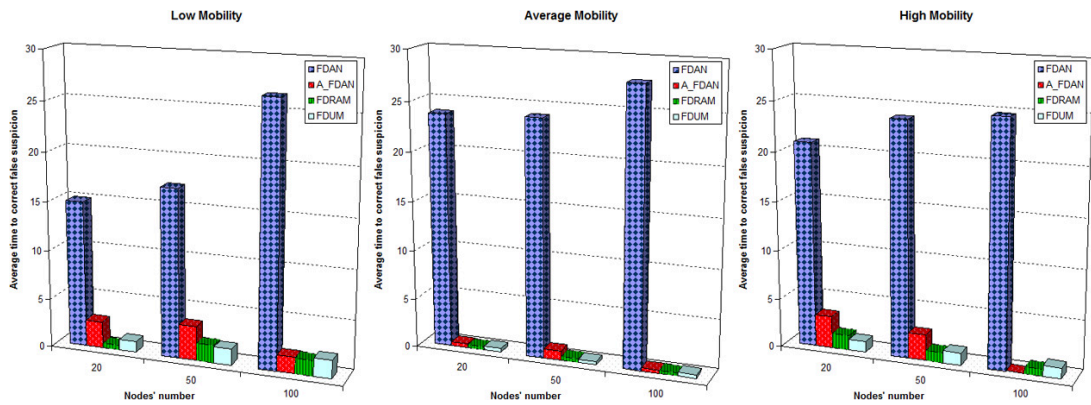 Low Mobility
Average time to correct false suspicion
30
25
20
15
10
5
0
FDAN
A_FDAN
FDRAM
FDUM
20
50
100
Nodes' number
Average Mobility
Average time to correct false suspicion
30
25
20
15
10
5
0
FDAN
A_FDAN
FDRAM
FDUM
20
50
100
Nodes' number
High Mobility
Average time to correct false suspicion
30
25
20
15
10
5
0
FDAN
A_FDAN
FDRAM
FDUM
20
50
100
Nodes' number